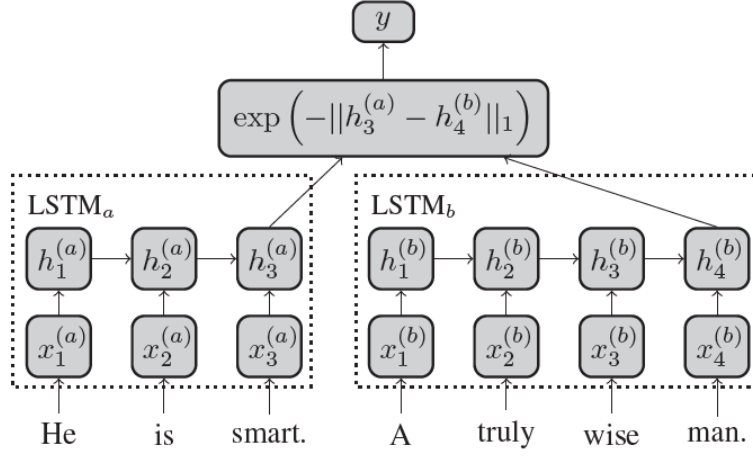 y
exp (−||h₃⁽ᵃ⁾ − h₄⁽ᵇ⁾||₁)
LSTMₐ LSTM_b
h₁⁽ᵃ⁾ h₂⁽ᵃ⁾ h₃⁽ᵃ⁾ h₁⁽ᵇ⁾ h₂⁽ᵇ⁾ h₃⁽ᵇ⁾ h₄⁽ᵇ⁾
x₁⁽ᵃ⁾ x₂⁽ᵃ⁾ x₃⁽ᵃ⁾ x₁⁽ᵇ⁾ x₂⁽ᵇ⁾ x₃⁽ᵇ⁾ x₄⁽ᵇ⁾
He is smart. A truly wise man.